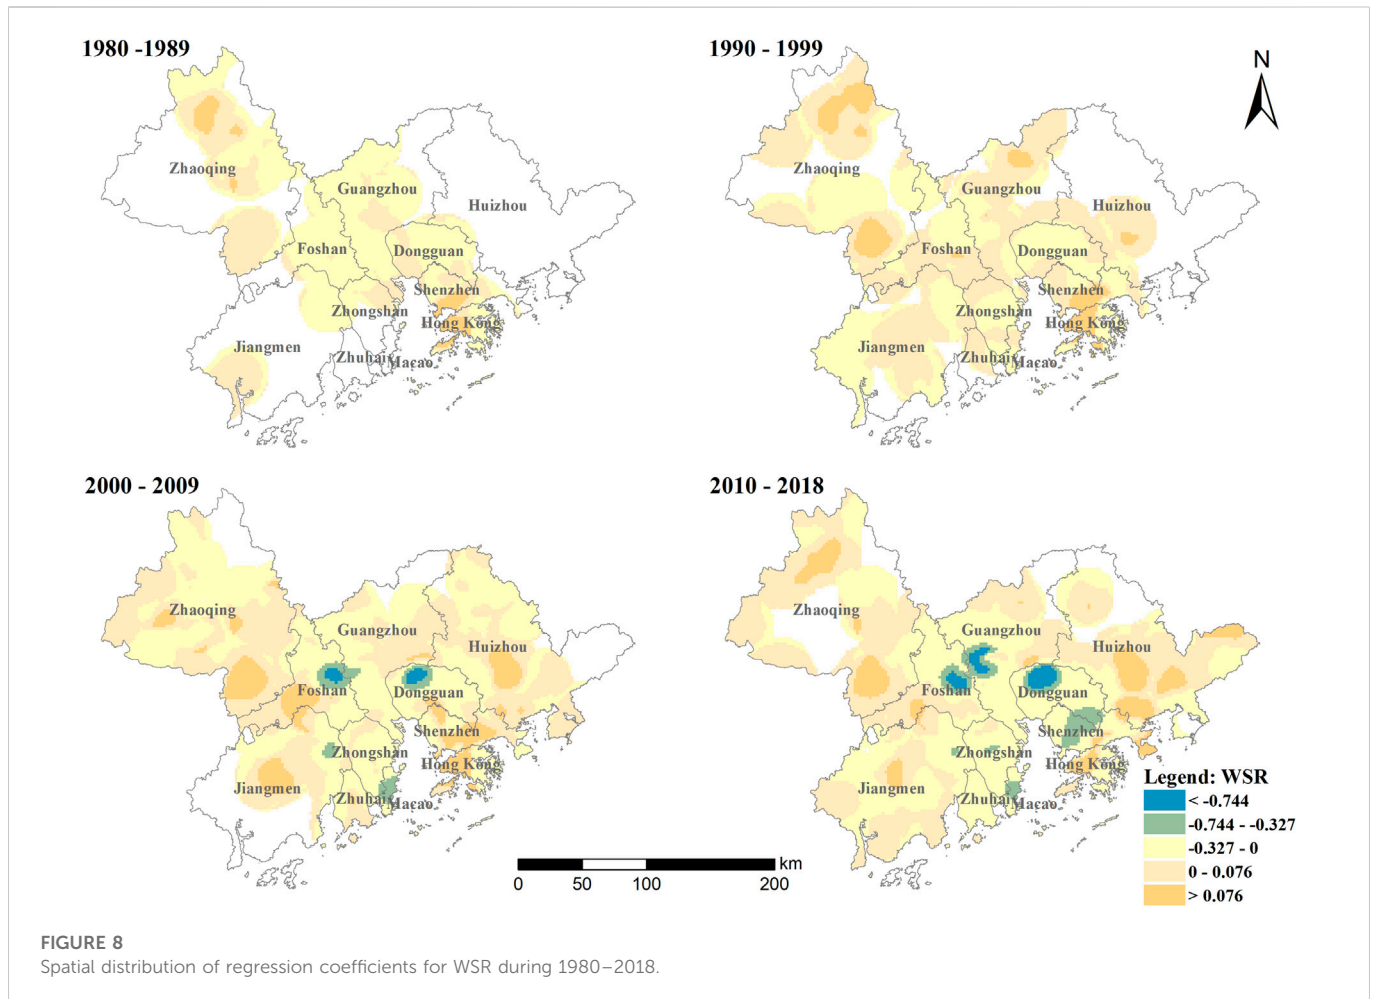 1980 -1989
Zhaoqing
Guangzhou
Huizhou
Foshan
Dongguan
Shenzhen
Zhongshan
Hong Kong
Jiangmen
Zhuhai
Macao
1990 - 1999
N
Zhaoqing
Guangzhou
Huizhou
Foshan
Dongguan
Shenzhen
Zhongshan
Hong Kong
Jiangmen
Zhuhai
Macao
2000 - 2009
Zhaoqing
Guangzhou
Huizhou
Foshan
Dongguan
Shenzhen
Zhongshan
Hong Kong
Jiangmen
Zhuhai
Macao
2010 - 2018
Zhaoqing
Guangzhou
Huizhou
Foshan
Dongguan
Shenzhen
Zhongshan
Hong Kong
Jiangmen
Zhuhai
Macao
Legend: WSR
< -0.744
-0.744 - -0.327
-0.327 - 0
0 - 0.076
> 0.076
km
0 50 100 200
FIGURE 8
Spatial distribution of regression coefficients for WSR during 1980–2018.